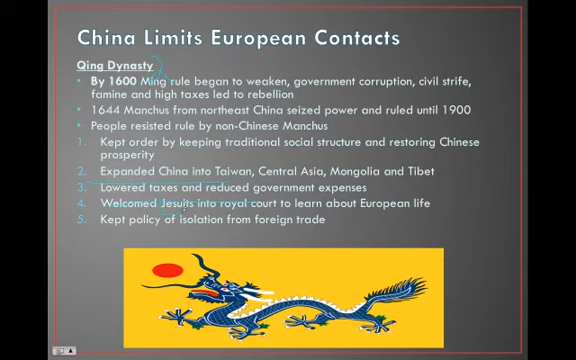 China Limits European Contacts
Qing Dynasty
• By 1600 Ming rule began to weaken, government corruption, civil strife,
famine and high taxes led to rebellion
• 1644 Manchus from northeast China seized power and ruled until 1900
• People resisted rule by non-Chinese Manchus
1. Kept order by keeping traditional social structure and restoring Chinese
prosperity
2. Expanded China into Taiwan, Central Asia, Mongolia and Tibet
3. Lowered taxes and reduced government expenses
4. Welcomed Jesuits into royal court to learn about European life
5. Kept policy of isolation from foreign trade